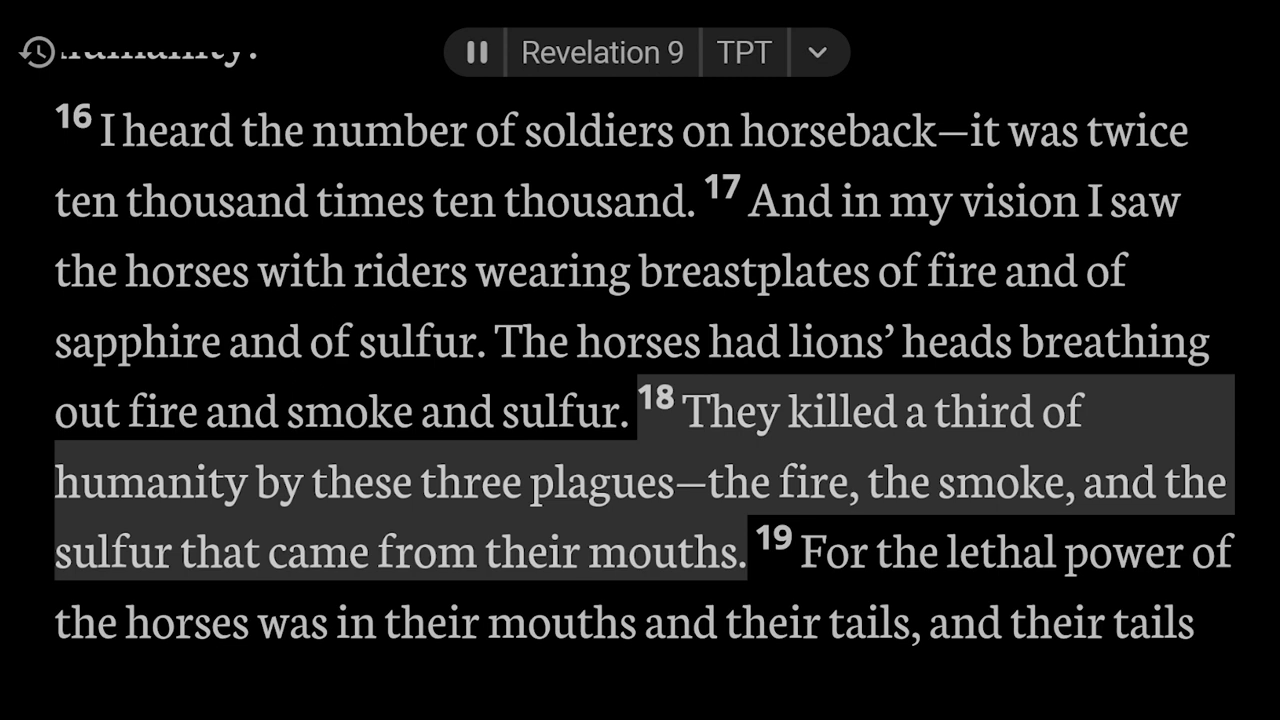 Revelation 9 TPT
16 I heard the number of soldiers on horseback—it was twice
ten thousand times ten thousand. 17 And in my vision I saw
the horses with riders wearing breastplates of fire and of
sapphire and of sulfur. The horses had lions’ heads breathing
out fire and smoke and sulfur. 18 They killed a third of
humanity by these three plagues—the fire, the smoke, and the
sulfur that came from their mouths. 19 For the lethal power of
the horses was in their mouths and their tails, and their tails